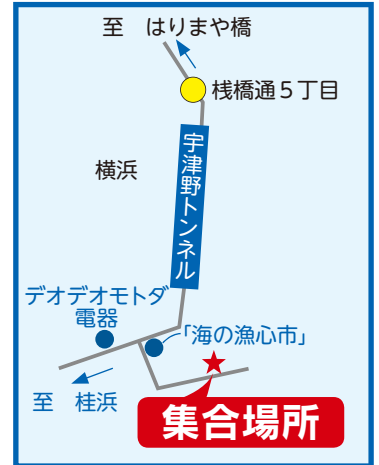 至　はりまや橋
桟橋通５丁目
宇津野トンネル
横浜
デオデオモトダ
電器
「海の漁心市」
至　桂浜
集合場所